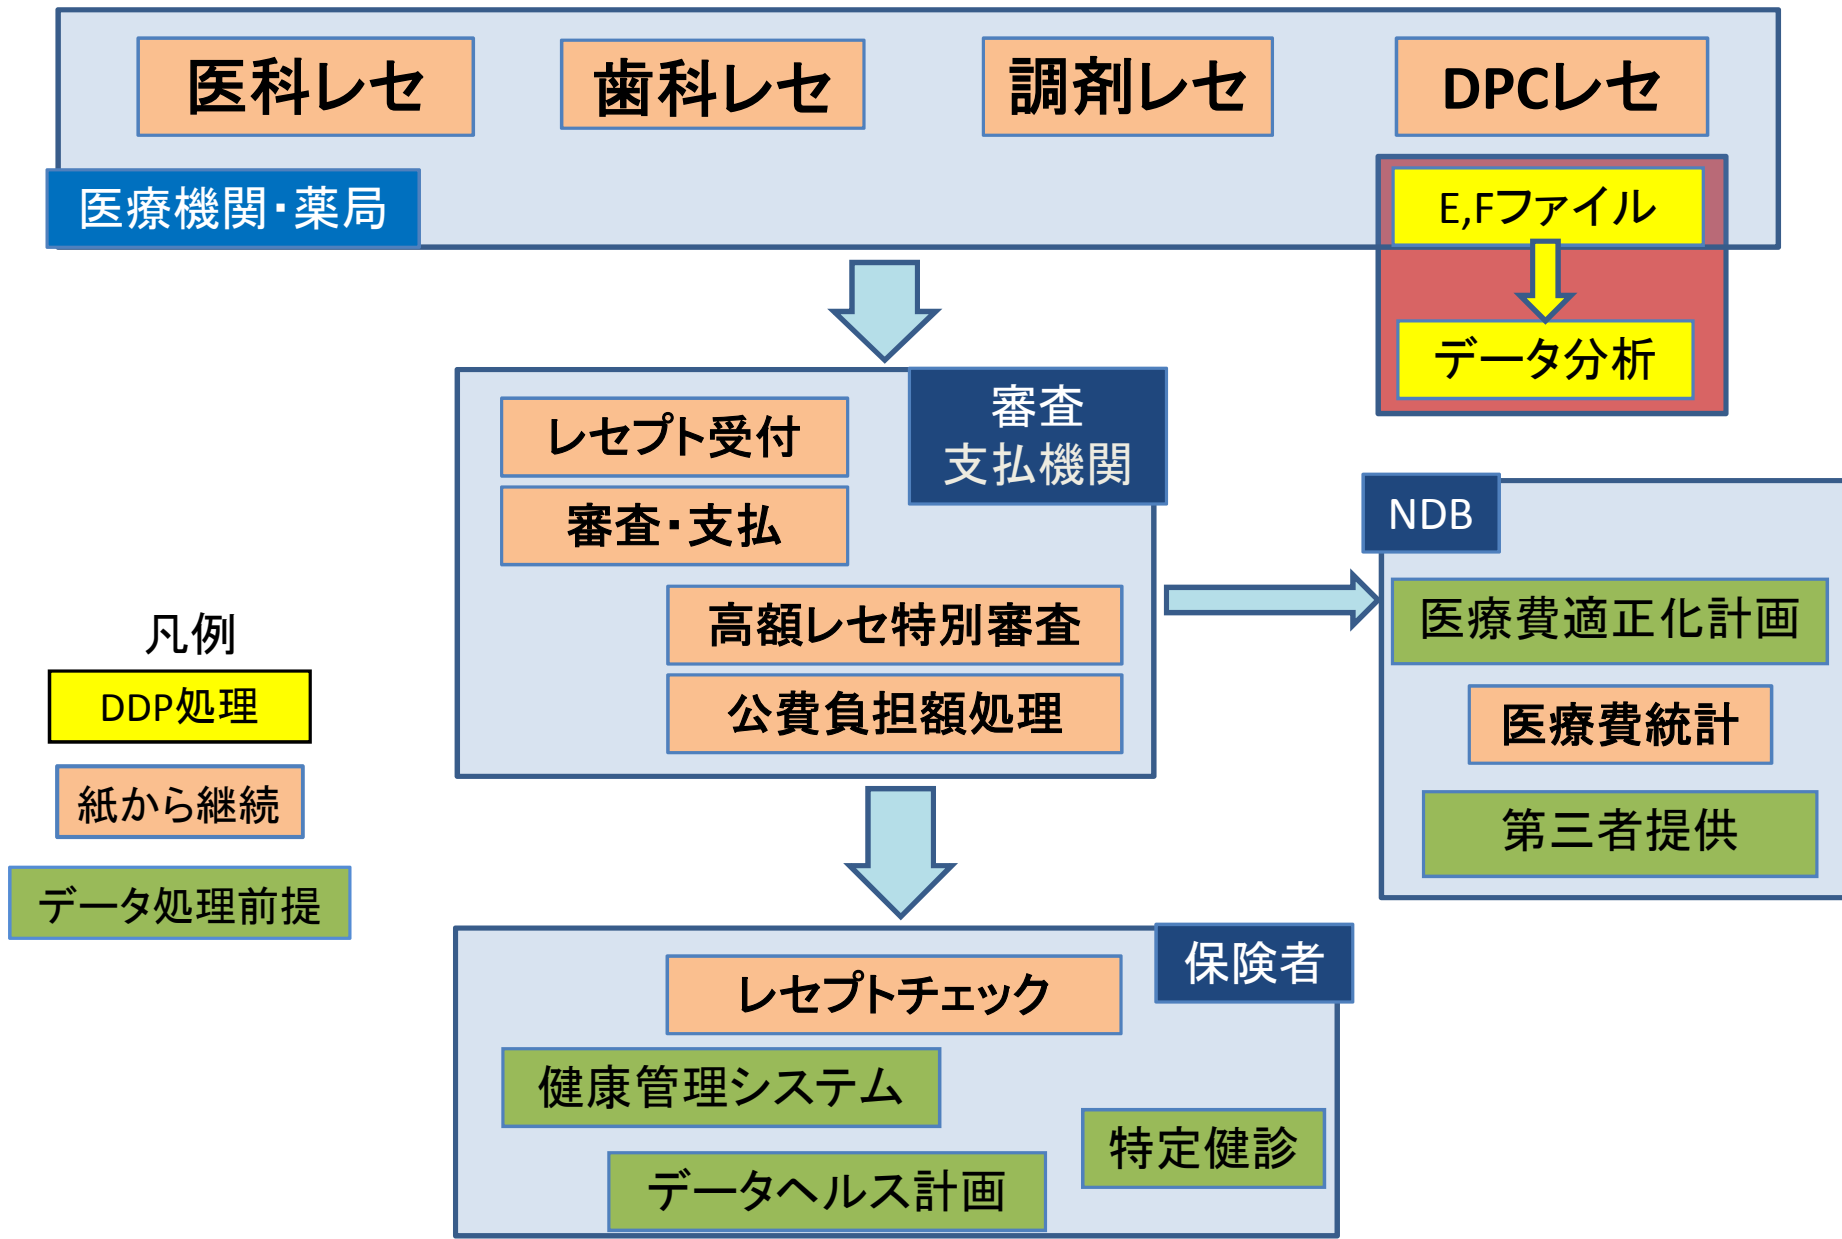 医科レセ
歯科レセ
調剤レセ
DPCレセ
医療機関・薬局
E,Fファイル
データ分析
審査
支払機関
レセプト受付
審査・支払
高額レセ特別審査
公費負担額処理
NDB
医療費適正化計画
医療費統計
第三者提供
凡例
DDP処理
紙から継続
データ処理前提
保険者
レセプトチェック
健康管理システム
特定健診
データヘルス計画